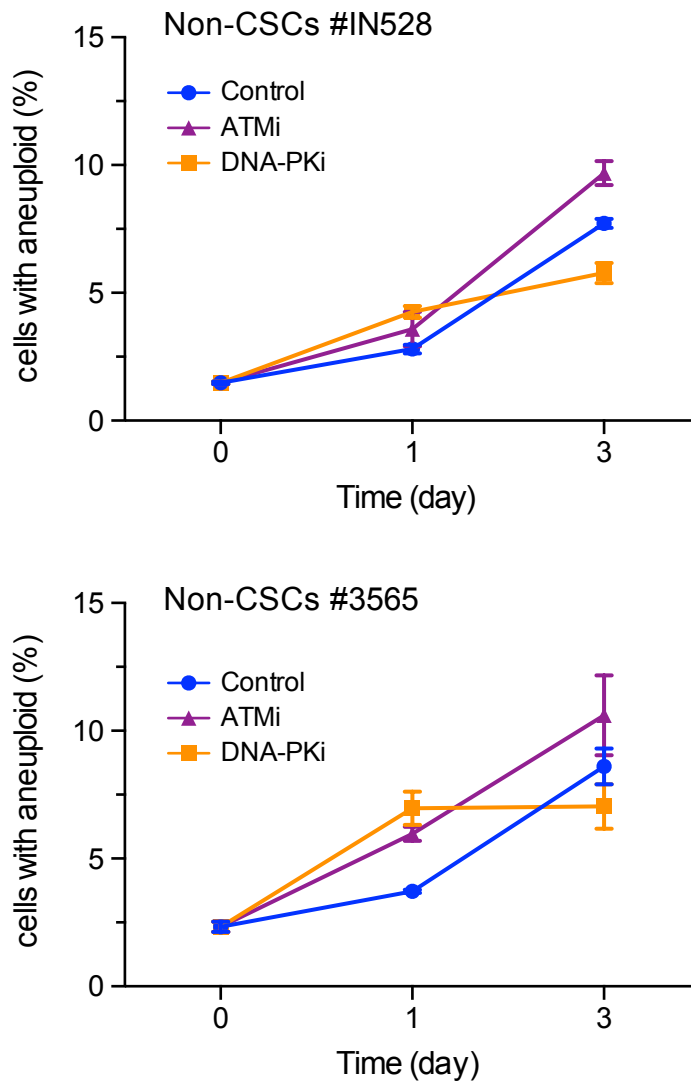 Non-CSCs #IN528
15
10
5
0
cells with aneuploid (%)
Control
ATMi
DNA-PKi
0 1 3
Time (day)
Non-CSCs #3565
15
10
5
0
cells with aneuploid (%)
Control
ATMi
DNA-PKi
0 1 3
Time (day)